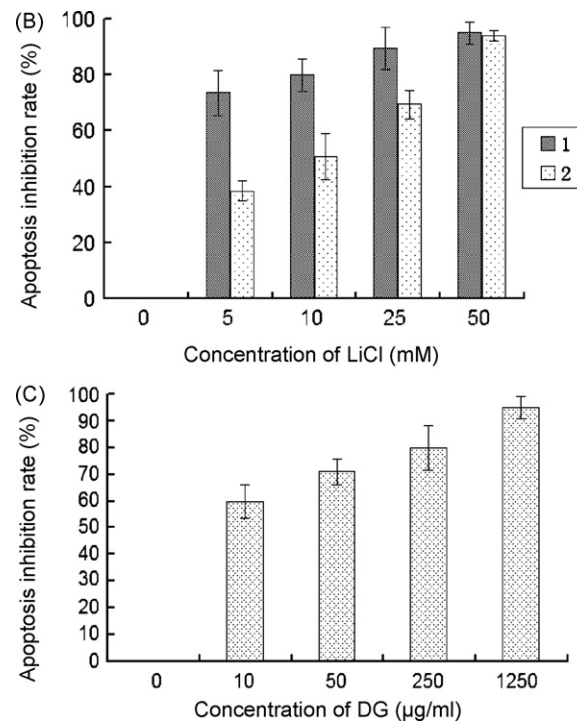 (B)
Apoptosis inhibition rate (%)
100
80
60
40
20
0
0 5 10 25 50
Concentration of LiCl (mM)
1
2
(C)
Apoptosis inhibition rate (%)
100
90
80
70
60
50
40
30
20
10
0
0 10 50 250 1250
Concentration of DG (μg/ml)